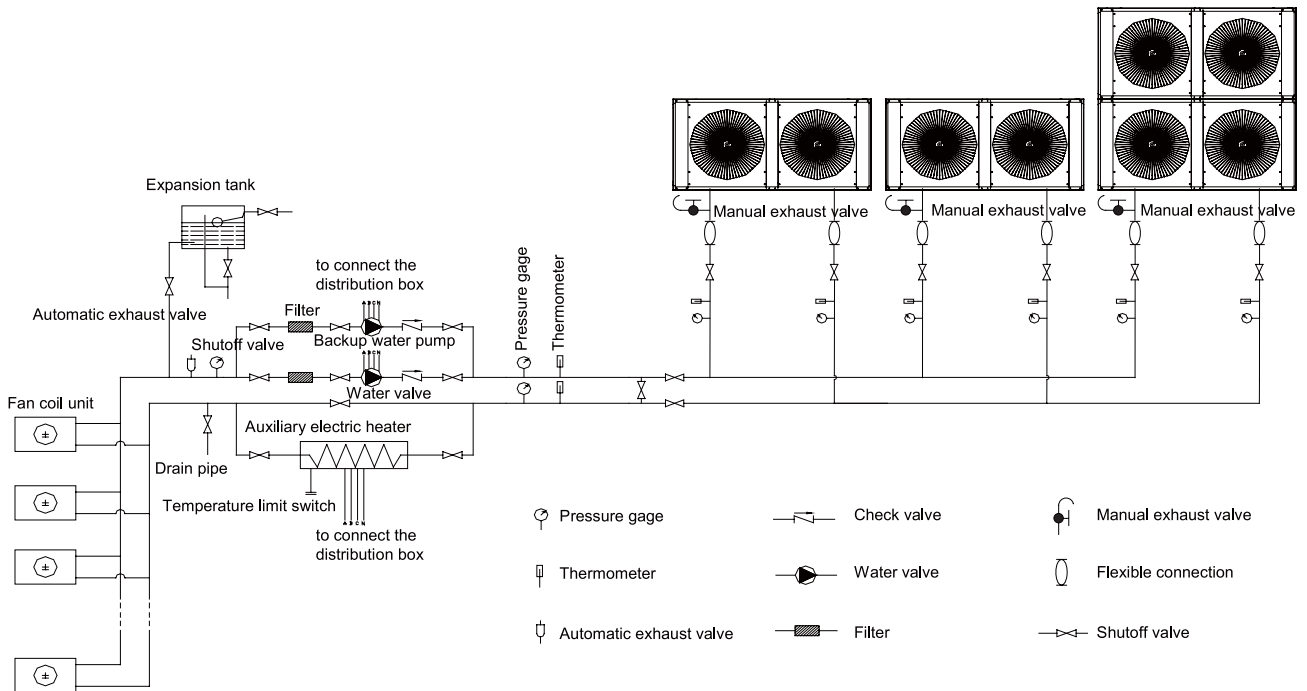 Expansion tank
Manual exhaust valve
Manual exhaust valve
Manual exhaust valve
to connect the
distribution box
Pressure gage
Thermometer
Automatic exhaust valve
Filter
A B C N
Shutoff valve
Backup water pump
A B C N
Water valve
Fan coil unit
Auxiliary electric heater
Drain pipe
Temperature limit switch
A B C N
to connect the
distribution box
Pressure gage
Check valve
Manual exhaust valve
Thermometer
Water valve
Flexible connection
Automatic exhaust valve
Filter
Shutoff valve